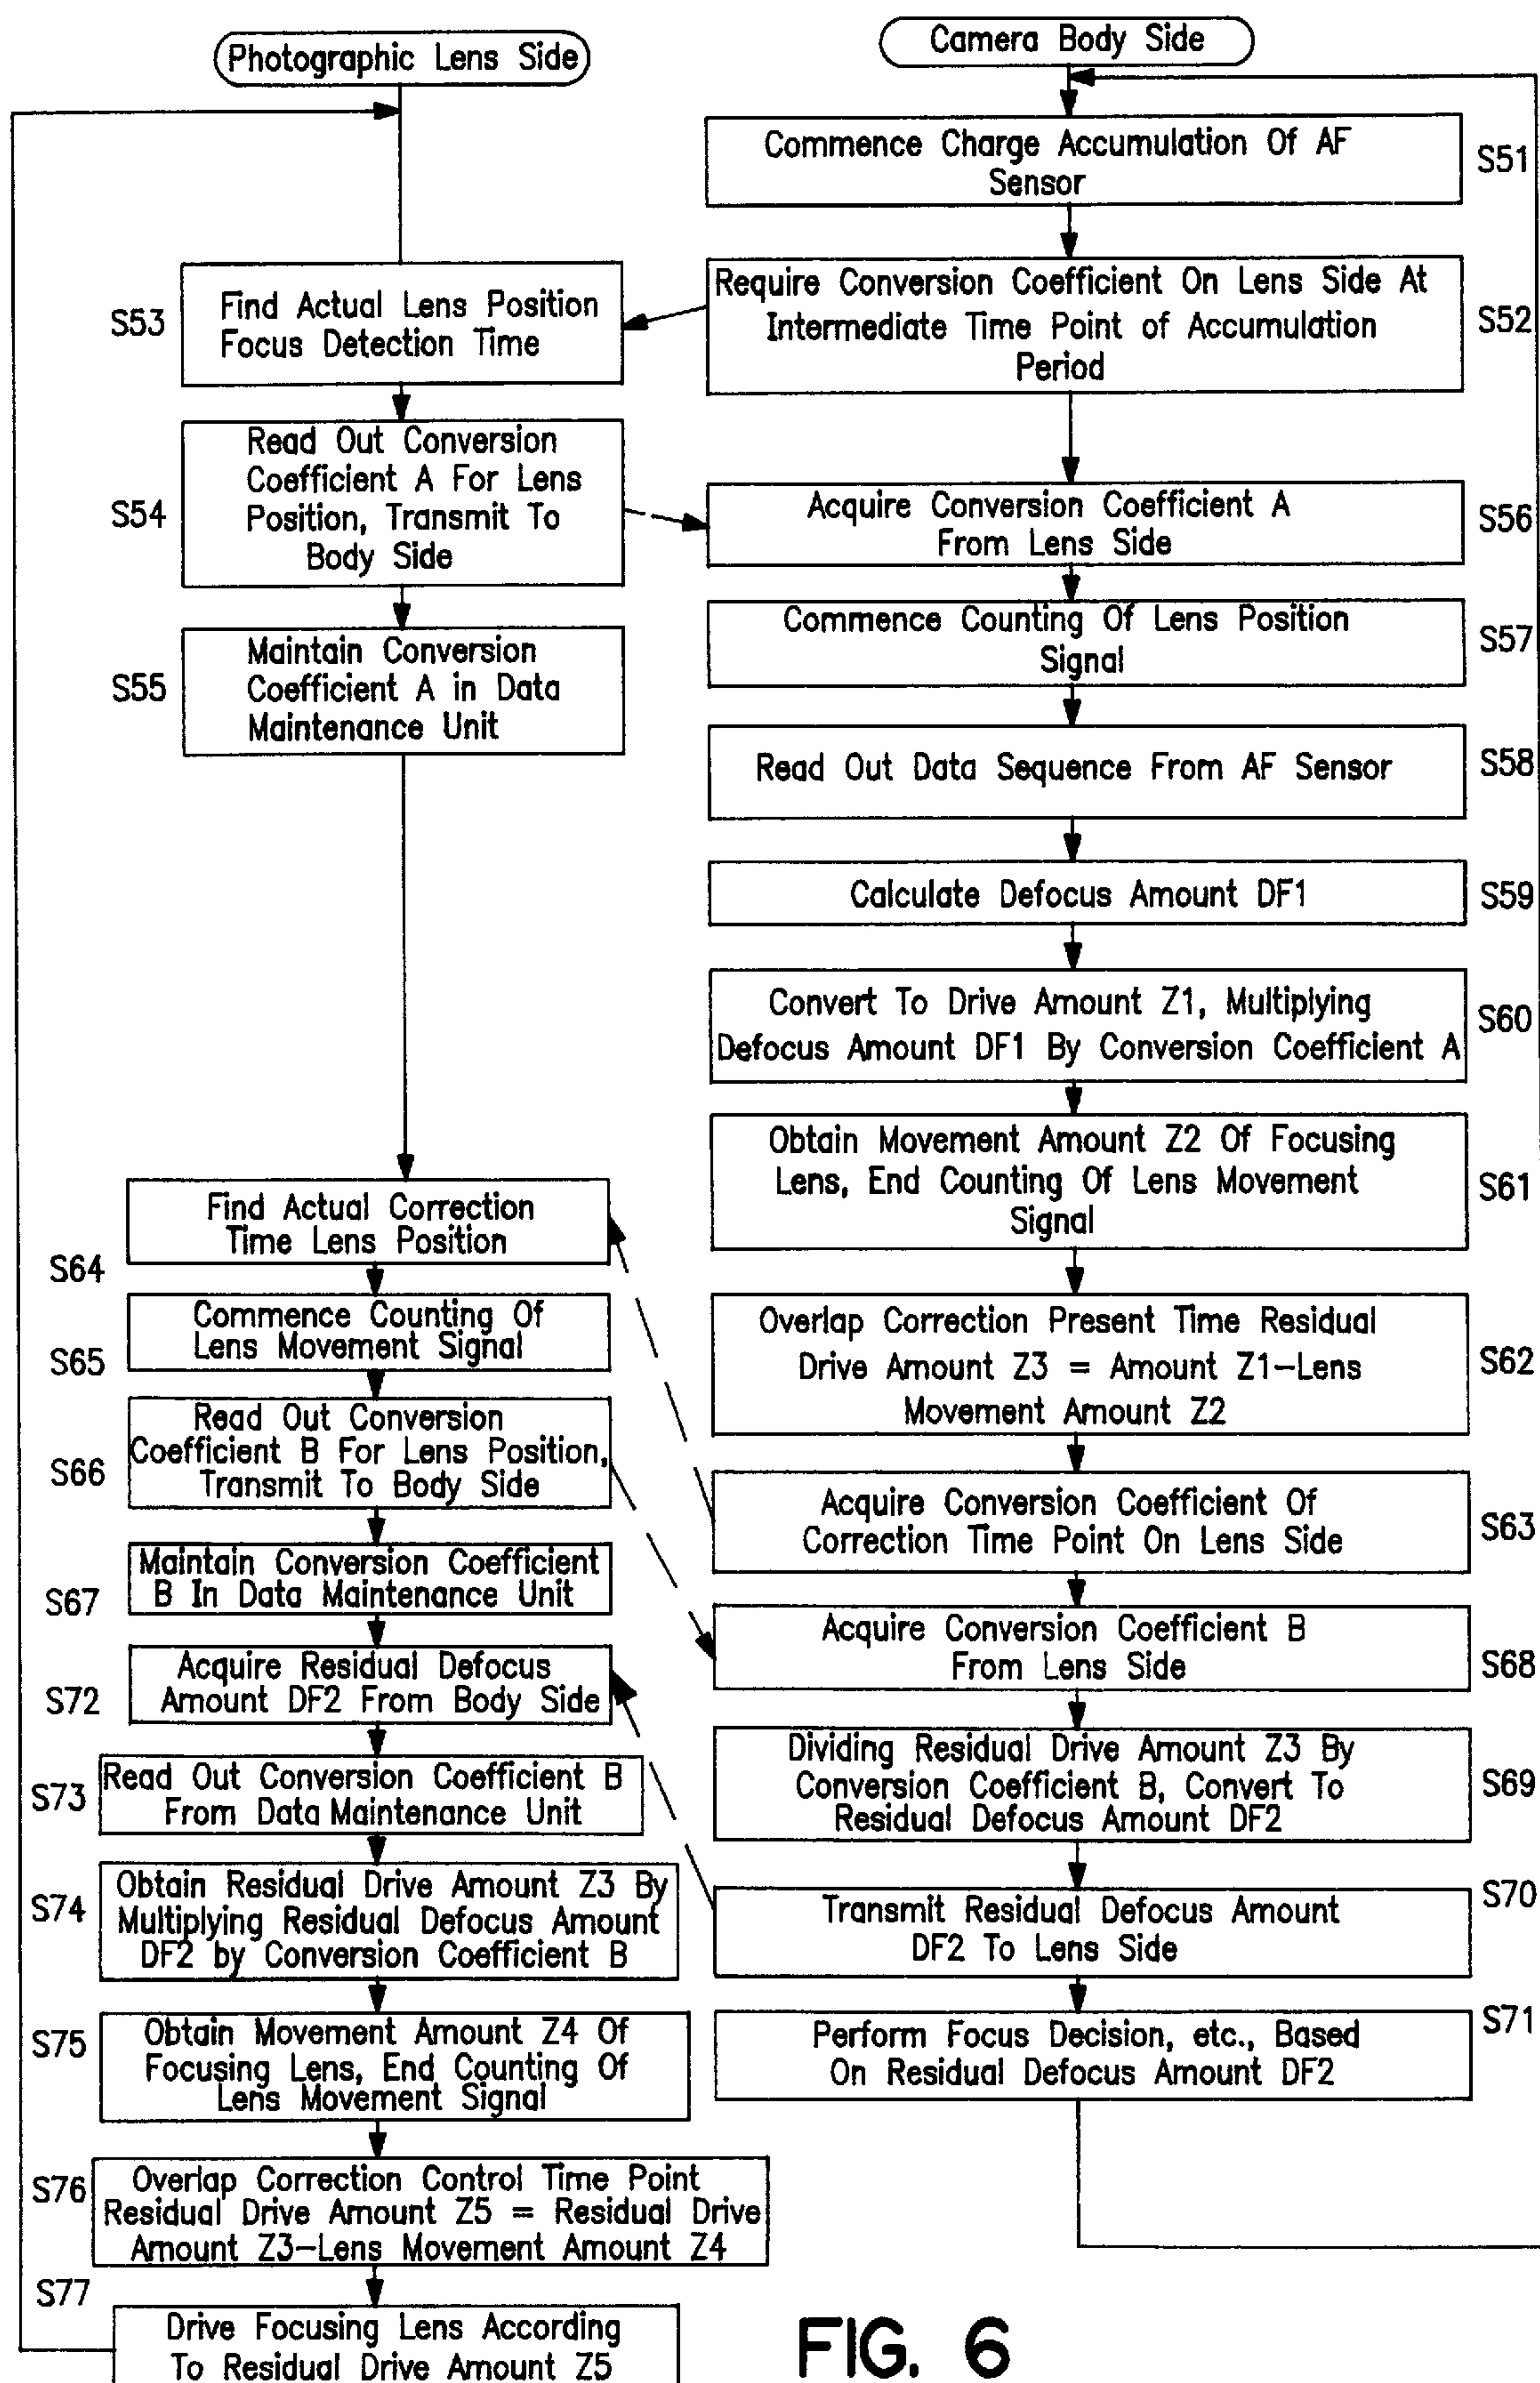 Photographic Lens Side
S53
Find Actual Lens Position
Focus Detection Time
S54
Read Out Conversion
Coefficient A For Lens
Position, Transmit To
Body Side
S55
Maintain Conversion
Coefficient A in Data
Maintenance Unit
Find Actual Correction
Time Lens Position
S64
Commence Counting Of
Lens Movement Signal
S65
Read Out Conversion
Coefficient B For Lens Position,
Transmit To Body Side
S66
Maintain Conversion Coefficient
B In Data Maintenance Unit
S67
Acquire Residual Defocus
Amount DF2 From Body Side
S72
Read Out Conversion Coefficient B
From Data Maintenance Unit
S73
Obtain Residual Drive Amount Z3 By
Multiplying Residual Defocus Amount
DF2 by Conversion Coefficient B
S74
Obtain Movement Amount Z4 Of
Focusing Lens, End Counting Of
Lens Movement Signal
S75
Overlap Correction Control Time Point
Residual Drive Amount Z5 = Residual Drive
Amount Z3-Lens Movement Amount Z4
S76
S77
Drive Focusing Lens According
To Residual Drive Amount Z5
Camera Body Side
Commence Charge Accumulation Of AF
Sensor
S51
Require Conversion Coefficient On Lens Side At
Intermediate Time Point of Accumulation
Period
S52
Acquire Conversion Coefficient A
From Lens Side
S56
Commence Counting Of Lens Position
Signal
S57
Read Out Data Sequence From AF Sensor
S58
Calculate Defocus Amount DF1
S59
Convert To Drive Amount Z1, Multiplying
Defocus Amount DF1 By Conversion Coefficient A
S60
Obtain Movement Amount Z2 Of Focusing
Lens, End Counting Of Lens Movement
Signal
S61
Overlap Correction Present Time Residual
Drive Amount Z3 = Amount Z1-Lens
Movement Amount Z2
S62
Acquire Conversion Coefficient Of
Correction Time Point On Lens Side
S63
Acquire Conversion Coefficient B
From Lens Side
S68
Dividing Residual Drive Amount Z3 By
Conversion Coefficient B, Convert To
Residual Defocus Amount DF2
S69
Transmit Residual Defocus Amount
DF2 To Lens Side
S70
Perform Focus Decision, etc., Based
On Residual Defocus Amount DF2
S71
FIG. 6